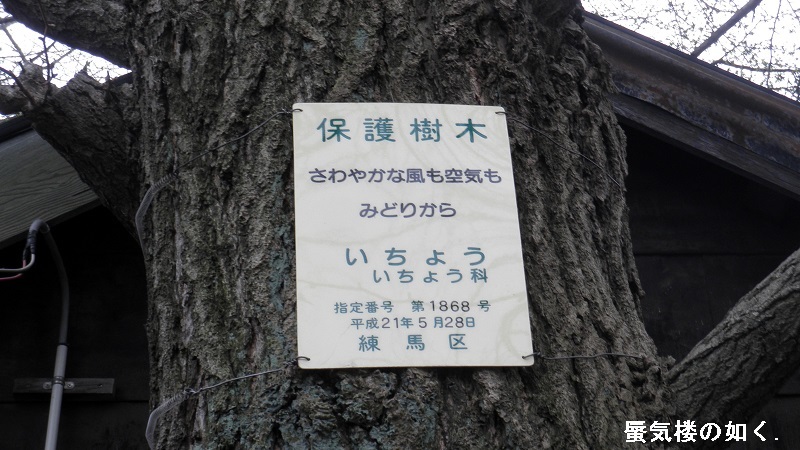 保護樹木
さわやかな風も空気も
みどりから
いちょう
いちょう科
指定番号 第1868号
平成21年5月28日
練馬区
蜃気楼の如く.